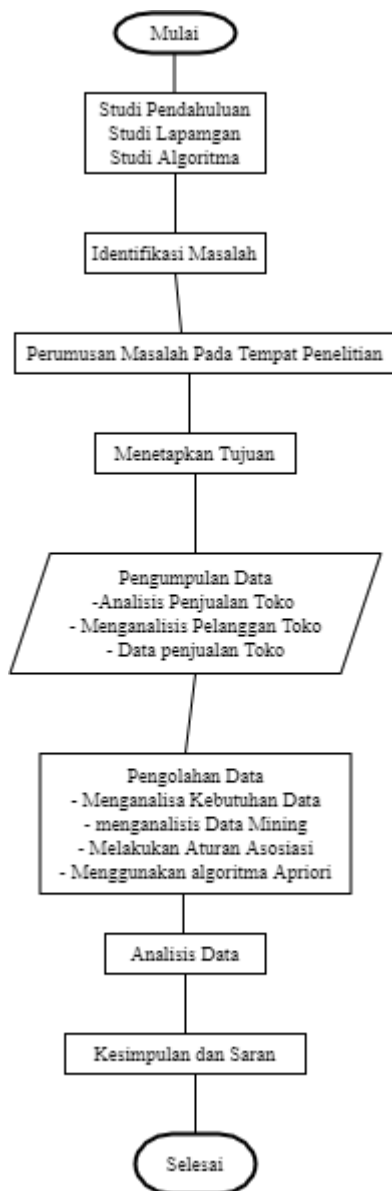 Mulai
Studi Pendahuluan
Studi Lapamgan
Studi Algoritma
Identifikasi Masalah
Perumusan Masalah Pada Tempat Penelitian
Menetapkan Tujuan
Pengumpulan Data
-Analisis Penjualan Toko
- Menganalisis Pelanggan Toko
- Data penjualan Toko
Pengolahan Data
- Menganalisa Kebutuhan Data
- menganalisis Data Mining
- Melakukan Aturan Asosiasi
- Menggunakan algoritma Apriori
Analisis Data
Kesimpulan dan Saran
Selesai